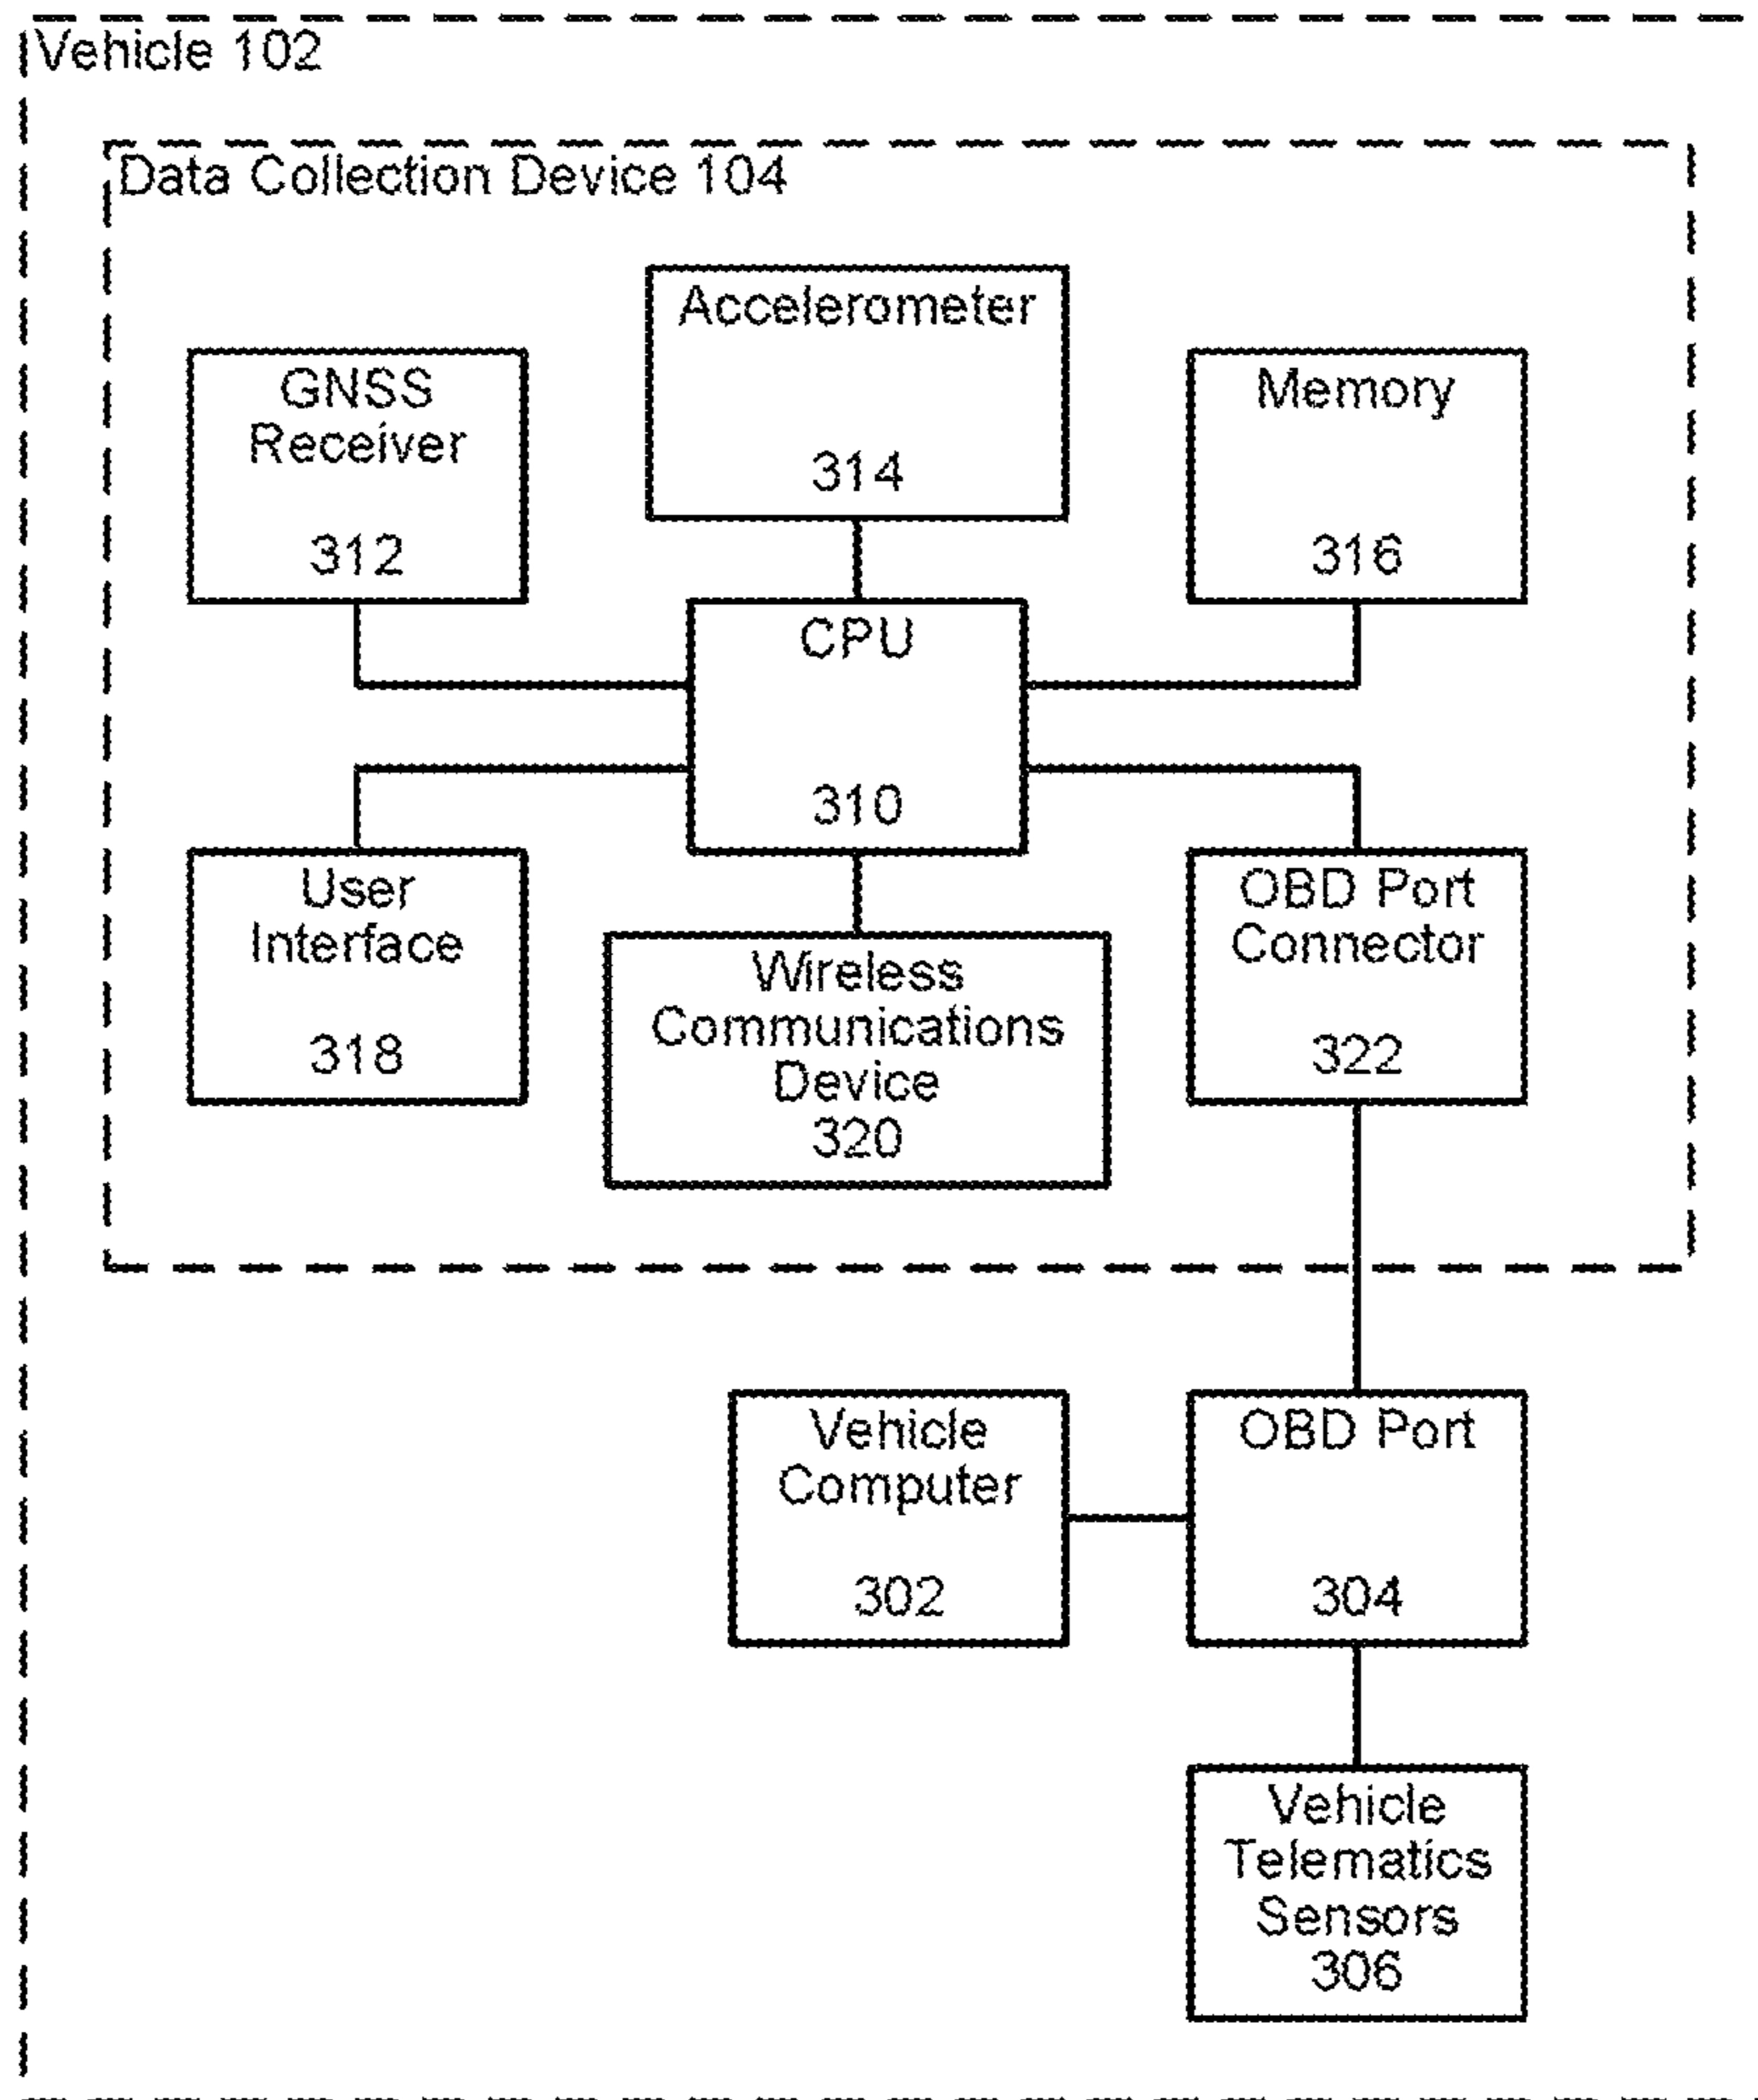 Vehicle 102
Data Collection Device 104
Accelerometer
314
GNSS
Receiver
312
Memory
316
CPU
310
User
Interface
318
Wireless
Communications
Device
320
OBD Port
Connector
322
Vehicle
Computer
302
OBD Port
304
Vehicle
Telematics
Sensors
306